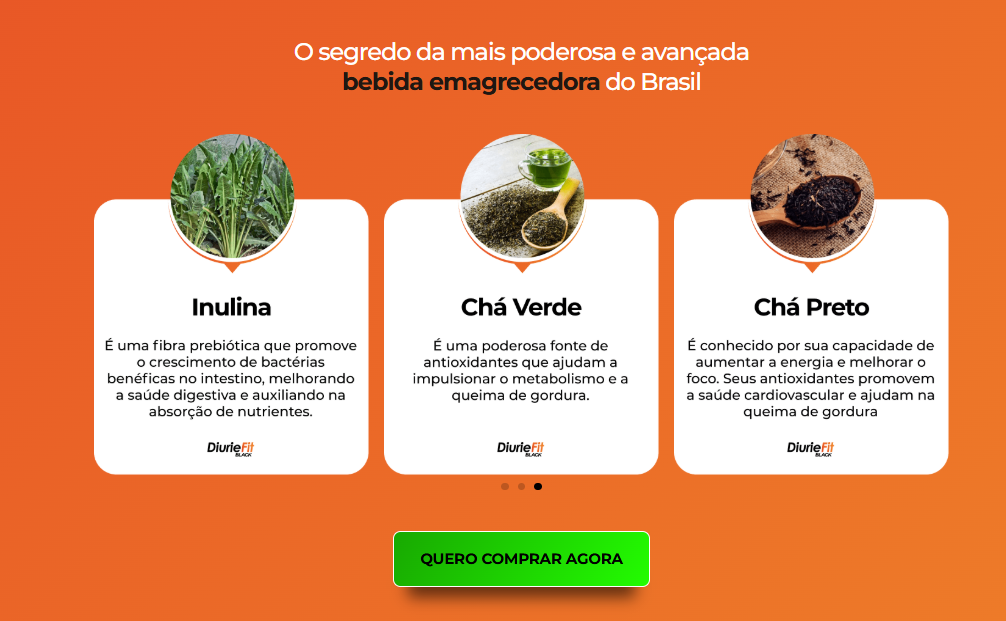 O segredo da mais poderosa e avançada
bebida emagrecedora do Brasil
Inulina
É uma fibra prebiótica que promove
o crescimento de bactérias
benéficas no intestino, melhorando
a saúde digestiva e auxiliando na
absorção de nutrientes.
DiurieFit
BLACK
Chá Verde
É uma poderosa fonte de
antioxidantes que ajudam a
impulsionar o metabolismo e a
queima de gordura.
DiurieFit
BLACK
Chá Preto
É conhecido por sua capacidade de
aumentar a energia e melhorar o
foco. Seus antioxidantes promovem
a saúde cardiovascular e ajudam na
queima de gordura
DiurieFit
BLACK
QUERO COMPRAR AGORA